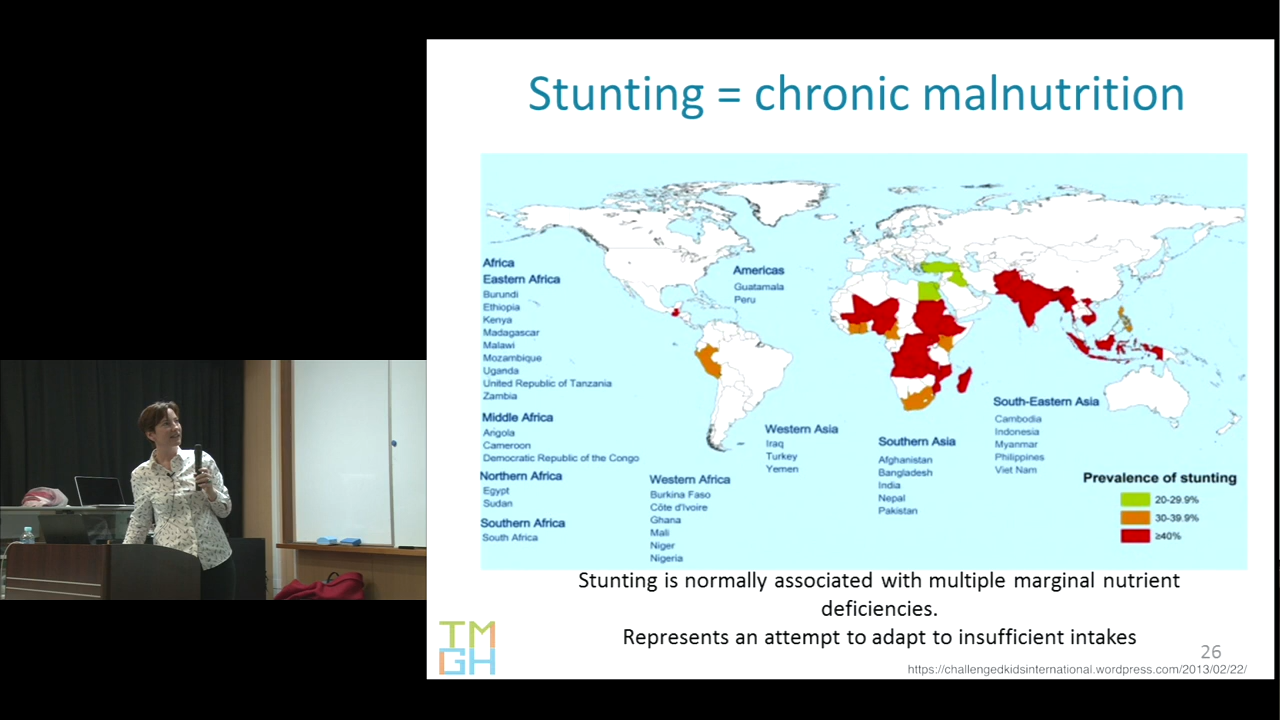 Stunting = chronic malnutrition
Africa
Eastern Africa
Burundi
Ethiopia
Kenya
Madagascar
Malawi
Mozambique
Uganda
United Republic of Tanzania
Zambia
Middle Africa
Angola
Cameroon
Democratic Republic of the Congo
Northern Africa
Egypt
Sudan
Southern Africa
South Africa
Americas
Guatamala
Peru
Western Africa
Burkina Faso
Côte d'Ivoire
Ghana
Mali
Niger
Nigeria
Western Asia
Iraq
Turkey
Yemen
Southern Asia
Afghanistan
Bangladesh
India
Nepal
Pakistan
South-Eastern Asia
Cambodia
Indonesia
Myanmar
Philippines
Viet Nam
Prevalence of stunting
20-29.9%
30-39.9%
≥40%
Stunting is normally associated with multiple marginal nutrient
deficiencies.
Represents an attempt to adapt to insufficient intakes
TM
GH
26
https://challengedkidsinternational.wordpress.com/2013/02/22/